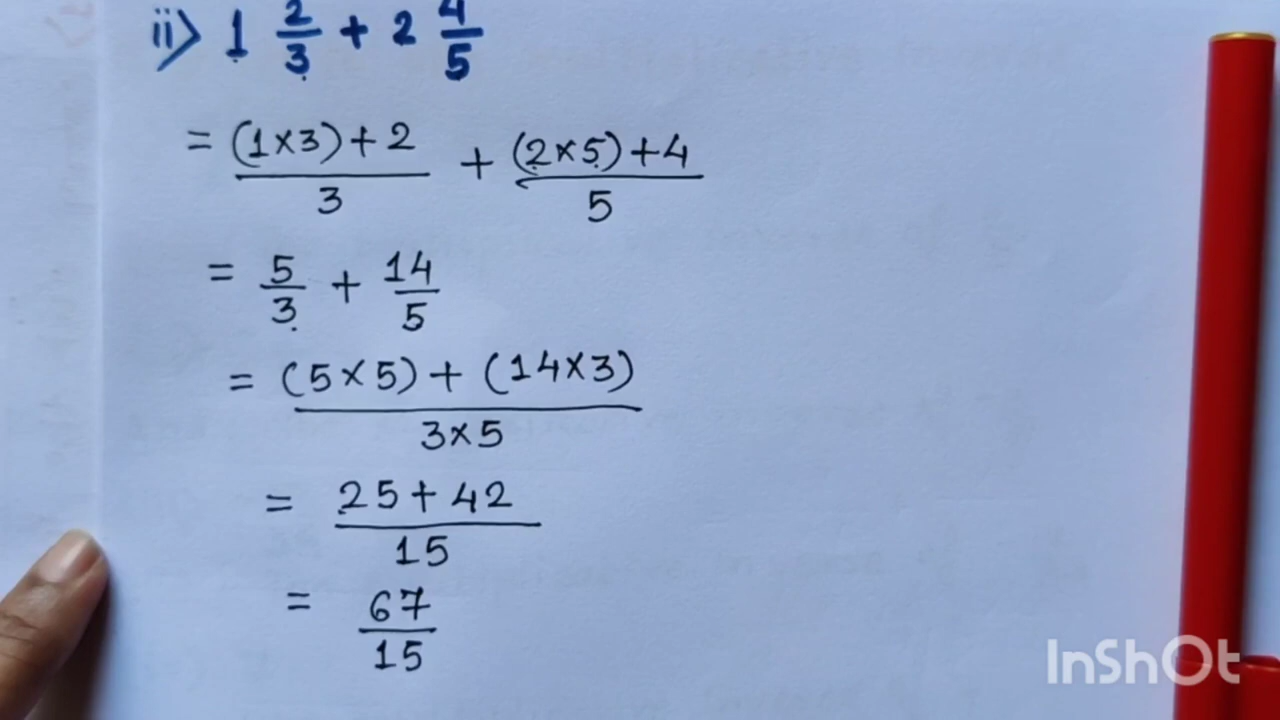 ii> 1 2/3 + 2 4/5
= (1×3)+2/3 + (2×5)+4/5
= 5/3 + 14/5
= (5×5)+(14×3)/3×5
= 25+42/15
= 67/15
InShOt